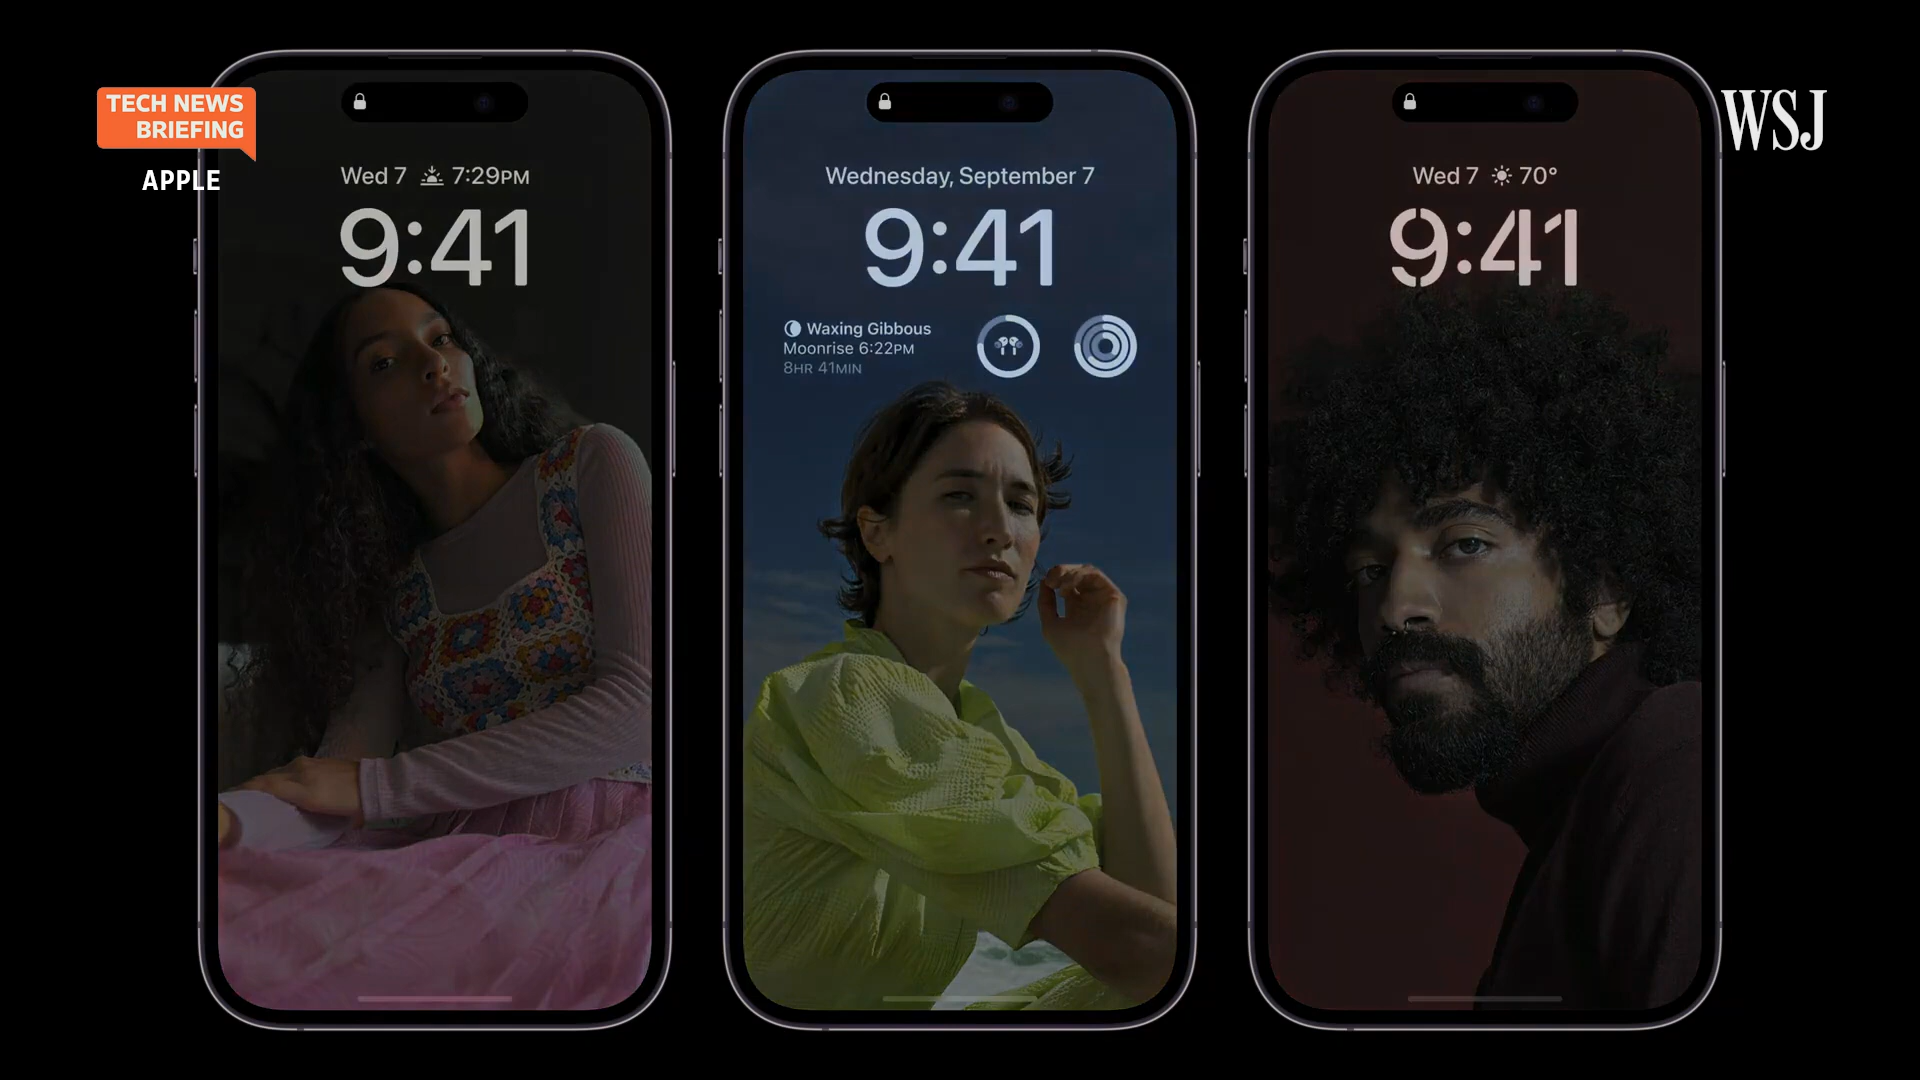 TECH NEWS
BRIEFING
APPLE
WSJ
Wed 7 7:29PM
9:41
Wednesday, September 7
9:41
Waxing Gibbous
Moonrise 6:22PM
8HR 41MIN
Wed 7 70°
9:41